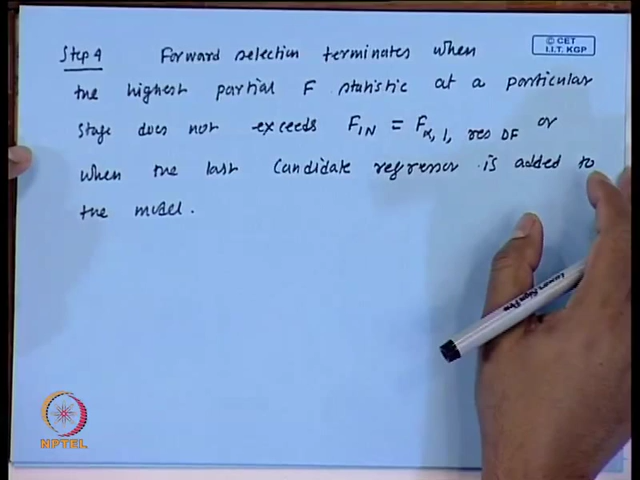 © CET
I.I.T. KGP
Step 4 Forward selection terminates when
the highest partial F statistic at a particular
stage does not exceeds F_IN = F_α, 1, res DF or
when the last candidate regressor is added to
the model.
NPTEL